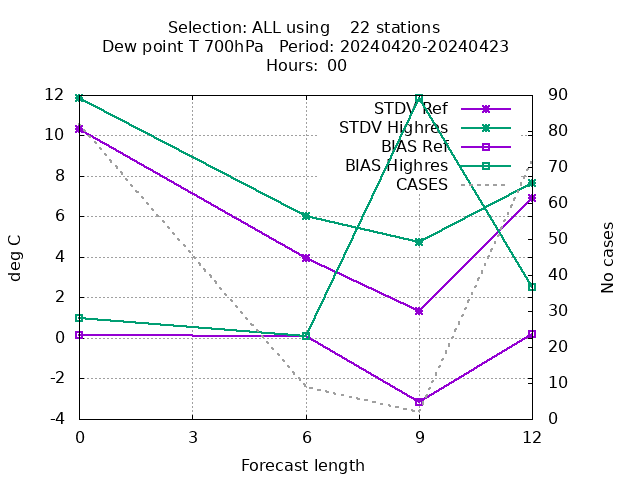 Selection: ALL using    22 stations
Dew point T 700hPa   Period: 20240420-20240423
Hours: 00
12
10
8
6
4
2
0
-2
-4
deg C
STDV Ref
STDV Highres
BIAS Ref
BIAS Highres
CASES
90
80
70
60
50
40
30
20
10
0
No cases
0 3 6 9 12
Forecast length